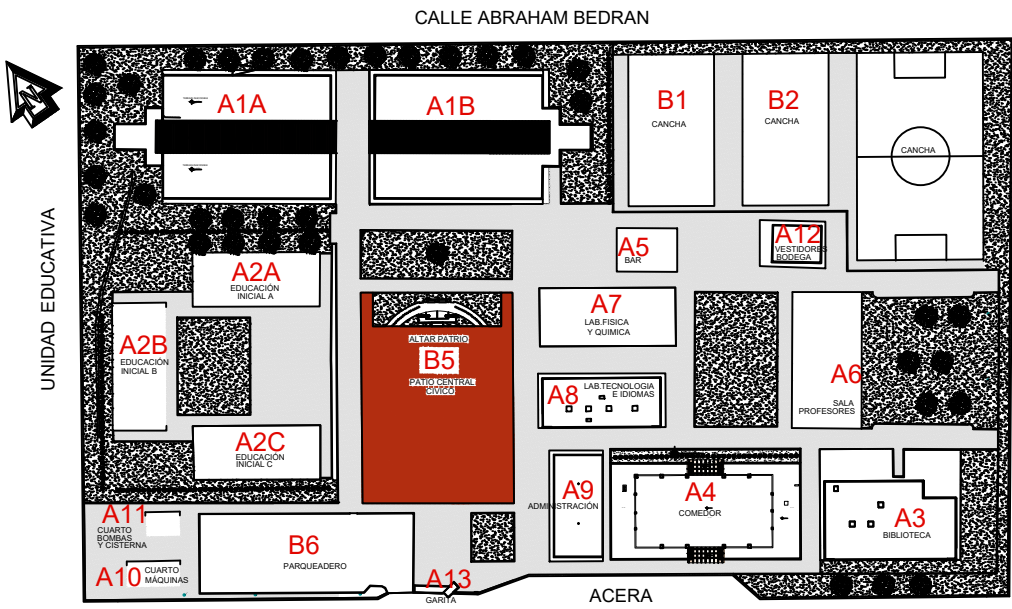 CALLE ABRAHAM BEDRAN
N
UNIDAD EDUCATIVA
A1A
A1B
B1
CANCHA
B2
CANCHA
CANCHA
A5
BAR
A12
VESTIDORES
BODEGA
A2A
EDUCACIÓN
INICIAL A
A2B
EDUCACIÓN
INICIAL B
A2C
EDUCACIÓN
INICIAL C
ALTAR PATRIO
B5
PATIO CENTRAL
CIVICO
A7
LAB.FISICA
Y QUIMICA
A8
LAB.TECNOLOGIA
E IDIOMAS
A6
SALA
PROFESORES
A9
ADMINISTRACIÓN
A4
COMEDOR
A3
BIBLIOTECA
A11
CUARTO
BOMBAS
Y CISTERNA
A10
CUARTO
MÁQUINAS
B6
PARQUEADERO
A13
GARITA
ACERA